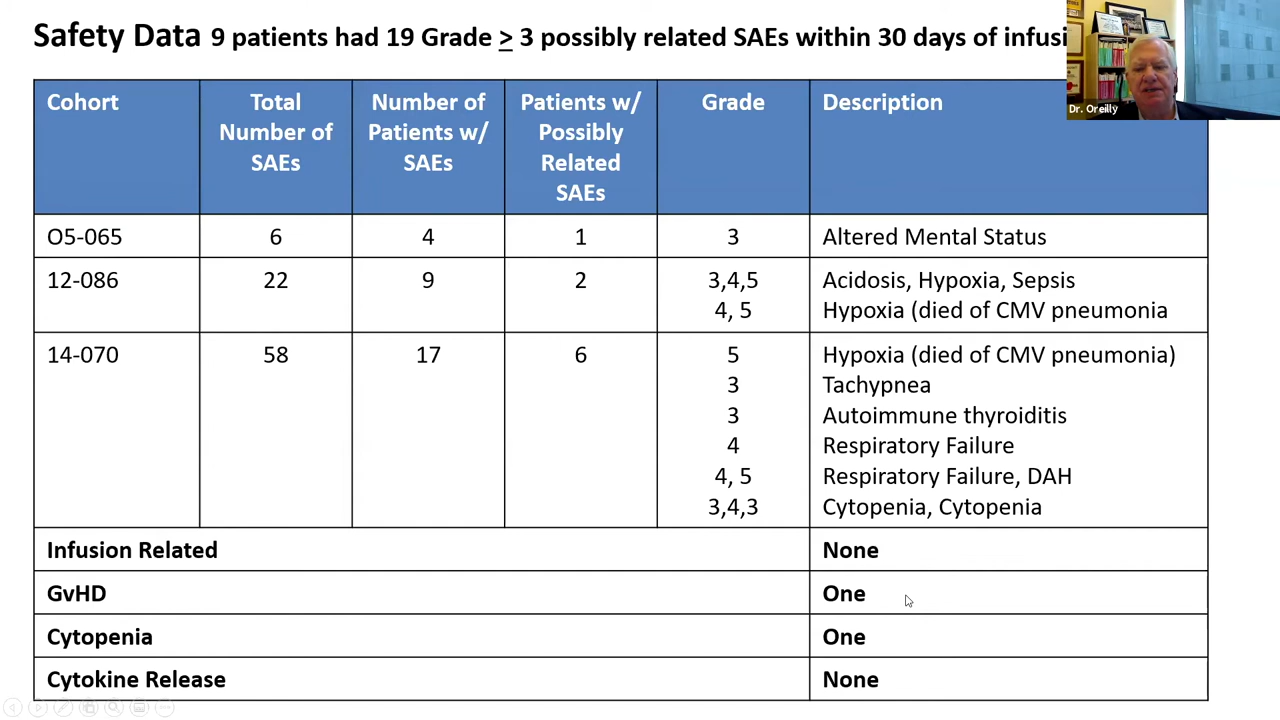 Safety Data 9 patients had 19 Grade ≥ 3 possibly related SAEs within 30 days of
Dr. Oreilly
Cohort
Total
Number of
SAEs
Number of
Patients w/
SAEs
Patients w/
Possibly
Related
SAEs
Grade
Description
O5-065 6 4 1 3 Altered Mental Status
12-086 22 9 2 3,4,5 Acidosis, Hypoxia, Sepsis
4, 5 Hypoxia (died of CMV pneumonia
14-070 58 17 6 5 Hypoxia (died of CMV pneumonia)
3 Tachypnea
3 Autoimmune thyroiditis
4 Respiratory Failure
4, 5 Respiratory Failure, DAH
3,4,3 Cytopenia, Cytopenia
Infusion Related None
GvHD One
Cytopenia One
Cytokine Release None